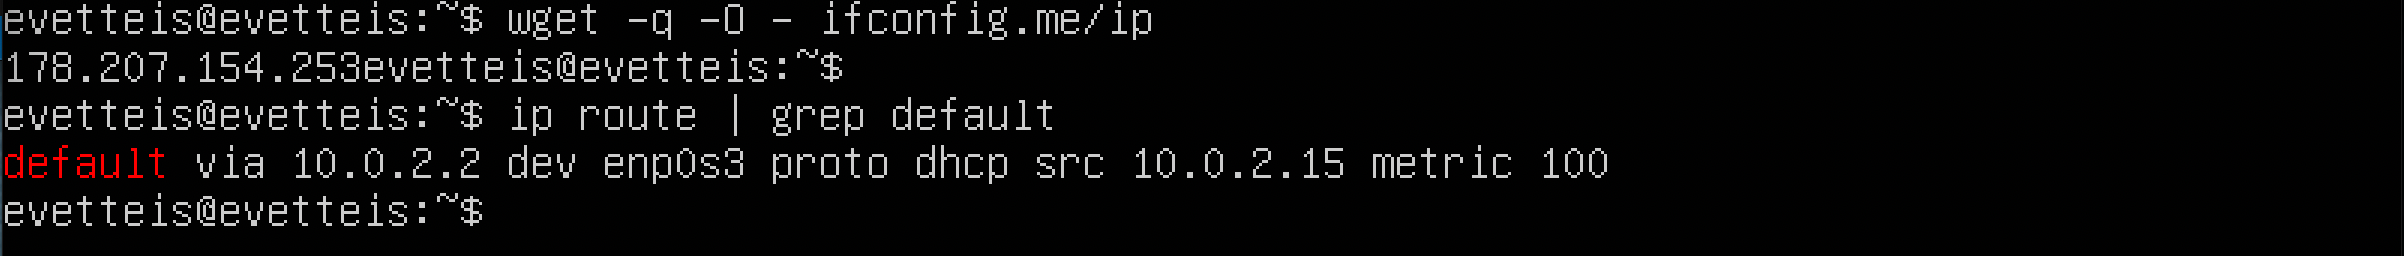 evetteis@evetteis:~$ wget -q -O - ifconfig.me/ip
178.207.154.253evetteis@evetteis:~$
evetteis@evetteis:~$ ip route | grep default
default via 10.0.2.2 dev enp0s3 proto dhcp src 10.0.2.15 metric 100
evetteis@evetteis:~$